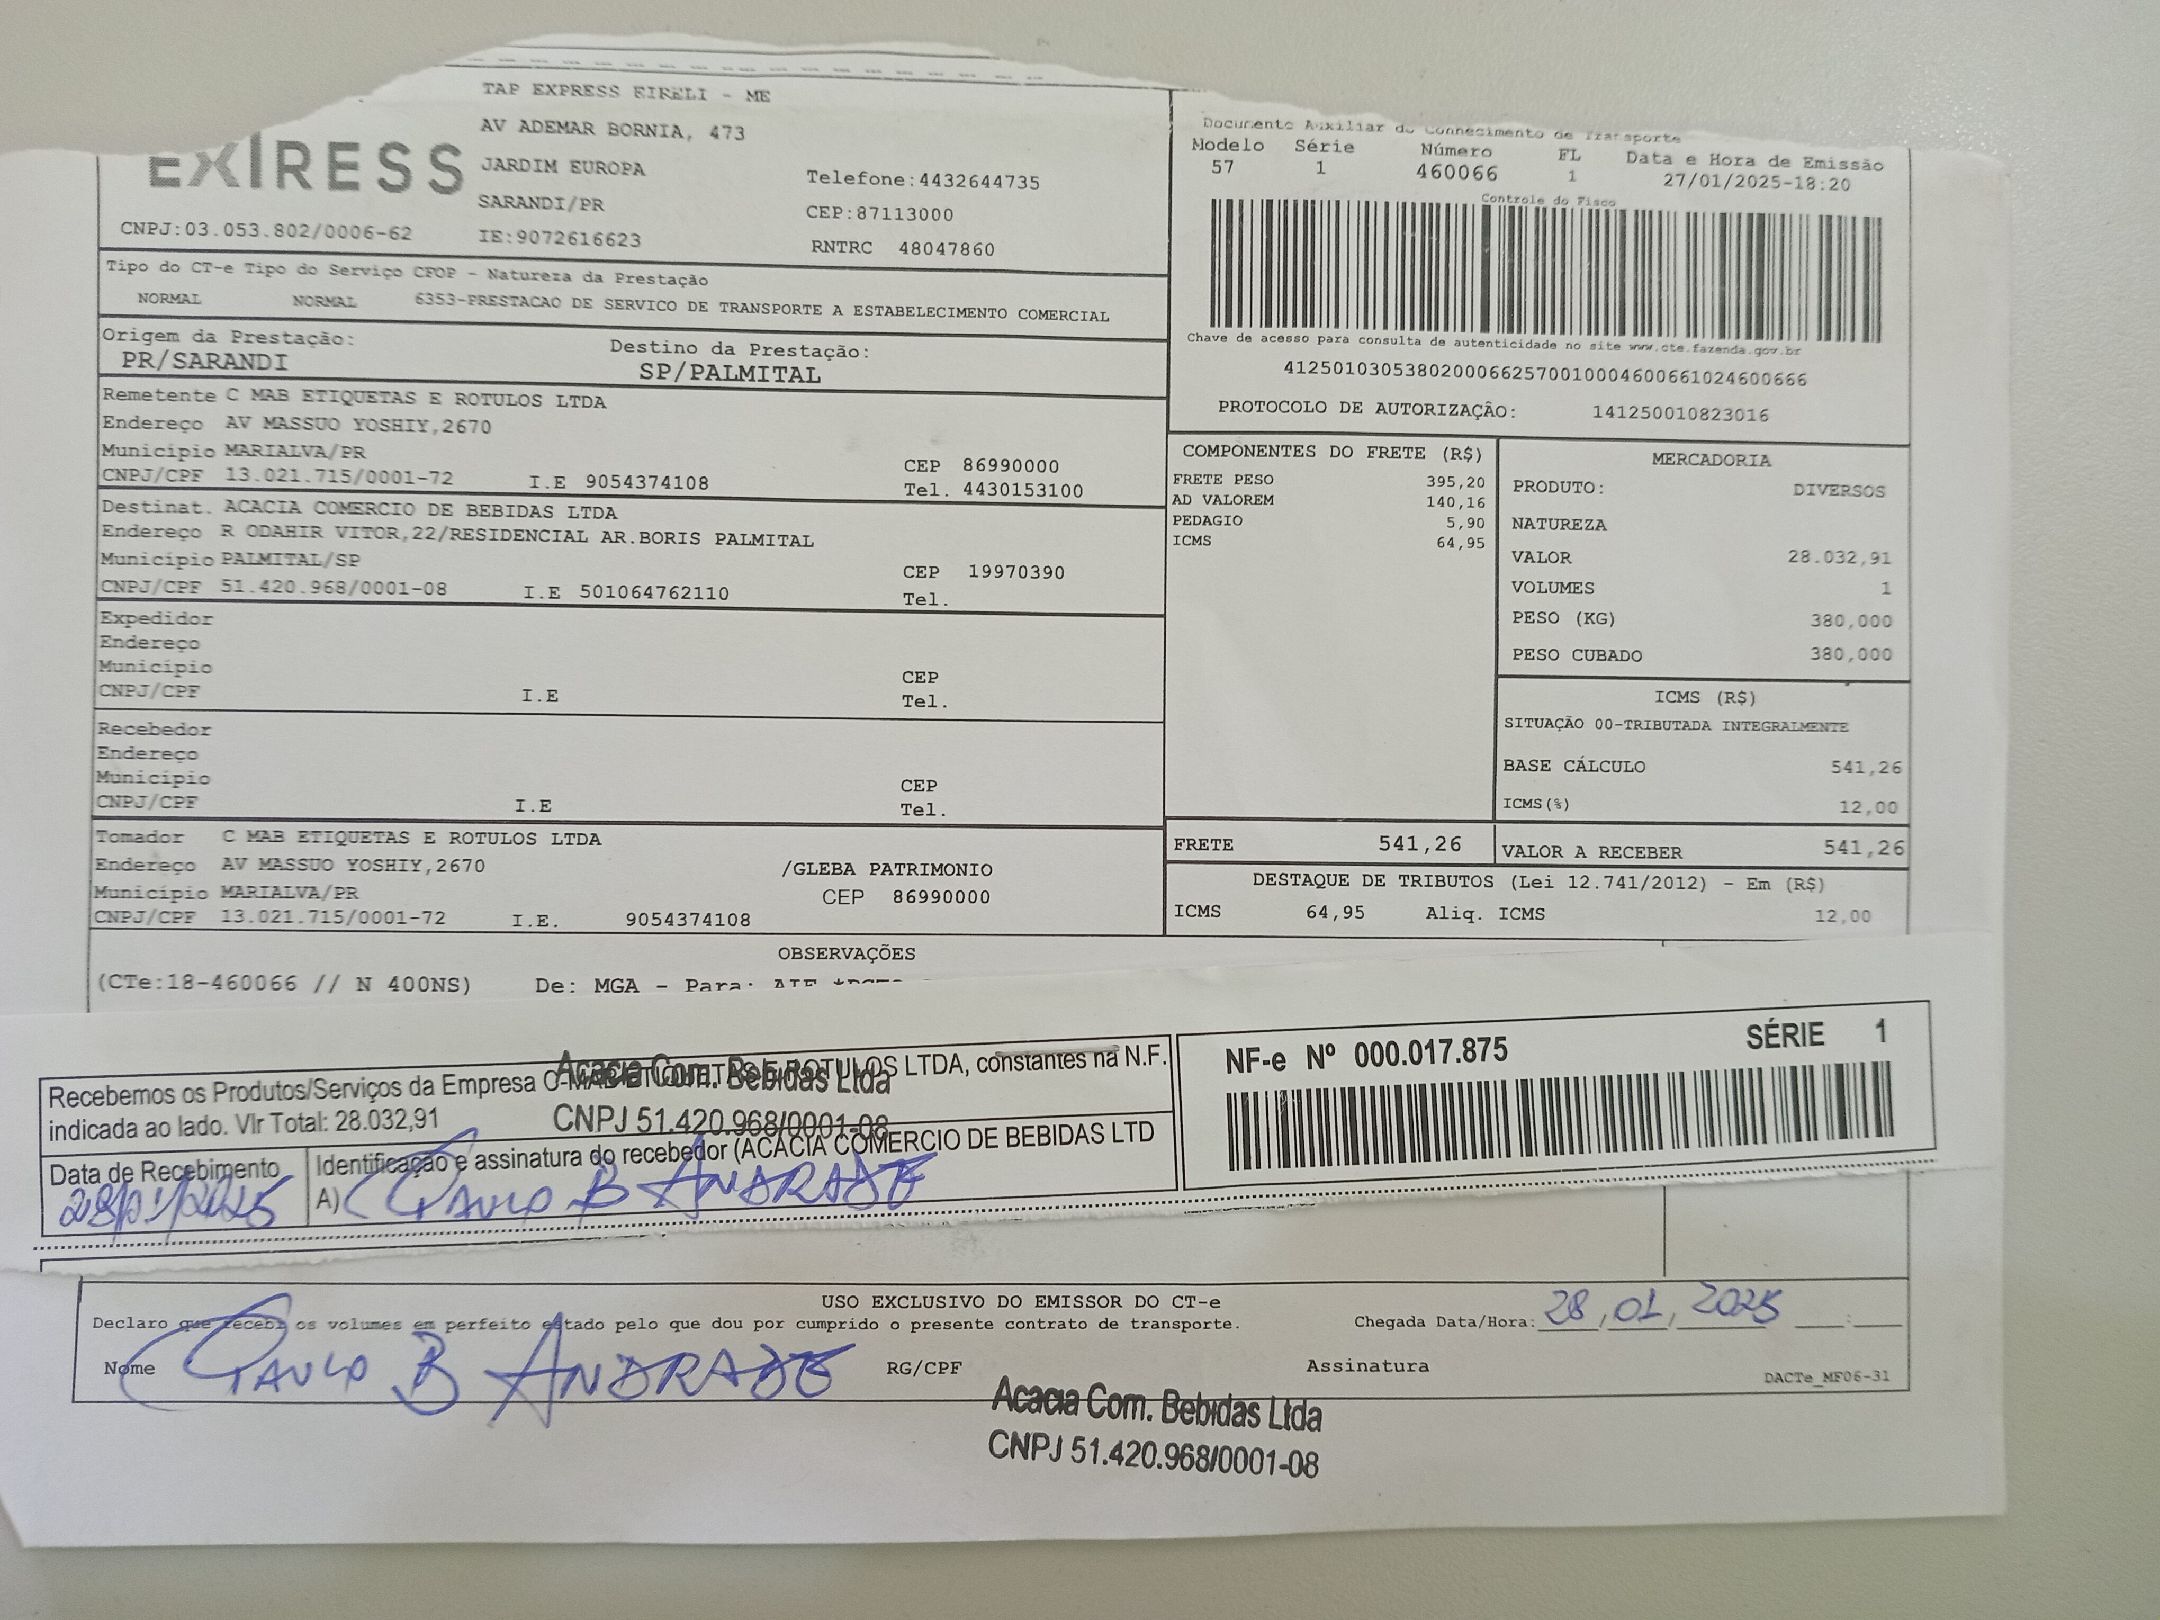 TAP EXPRESS EIRELI - ME
AV ADEMAR BORNIA, 473
JARDIM EUROPA
SARANDI/PR
Telefone:4432644735
CEP:87113000
RNTRC 48047860
CNPJ:03.053.802/0006-62
IE:9072616623
Documento Auxiliar do Conhecimento de Transporte
Modelo Série Número FL Data e Hora de Emissão
57 1 460066 1 27/01/2025-18:20
Controle do Fisco
Chave de acesso para consulta de autenticidade no site www.cte.fazenda.gov.br
41250103053802000662570010004600661024600666
PROTOCOLO DE AUTORIZAÇÃO: 141250010823016
Tipo do CT-e Tipo do Serviço CFOP - Natureza da Prestação
NORMAL NORMAL 6353-PRESTACAO DE SERVICO DE TRANSPORTE A ESTABELECIMENTO COMERCIAL
Origem da Prestação: Destino da Prestação:
PR/SARANDI SP/PALMITAL
Remetente C MAB ETIQUETAS E ROTULOS LTDA
Endereço AV MASSUO YOSHIY,2670
Município MARIALVA/PR CEP 86990000
CNPJ/CPF 13.021.715/0001-72 I.E 9054374108 Tel. 4430153100
Destinat. ACACIA COMERCIO DE BEBIDAS LTDA
Endereço R ODAHIR VITOR,22/RESIDENCIAL AR.BORIS PALMITAL
Município PALMITAL/SP CEP 19970390
CNPJ/CPF 51.420.968/0001-08 I.E 501064762110 Tel.
Expedidor
Endereço
Município CEP
CNPJ/CPF I.E Tel.
Recebedor
Endereço
Município CEP
CNPJ/CPF I.E Tel.
Tomador C MAB ETIQUETAS E ROTULOS LTDA
Endereço AV MASSUO YOSHIY,2670 /GLEBA PATRIMONIO
Município MARIALVA/PR CEP 86990000
CNPJ/CPF 13.021.715/0001-72 I.E. 9054374108
COMPONENTES DO FRETE (R$)
FRETE PESO 395,20
AD VALOREM 140,16
PEDAGIO 5,90
ICMS 64,95
MERCADORIA
PRODUTO: DIVERSOS
NATUREZA
VALOR 28.032,91
VOLUMES 1
PESO (KG) 380,000
PESO CUBADO 380,000
ICMS (R$)
SITUAÇÃO 00-TRIBUTADA INTEGRALMENTE
BASE CÁLCULO 541,26
ICMS(%) 12,00
FRETE 541,26 VALOR A RECEBER 541,26
DESTAQUE DE TRIBUTOS (Lei 12.741/2012) - Em (R$)
ICMS 64,95 Aliq. ICMS 12,00
OBSERVAÇÕES
(CTe:18-460066 // N 400NS) De: MGA - Para:
Recebemos os Produtos/Serviços da Empresa C ROTULOS LTDA, constantes na N.F.
indicada ao lado. Vlr Total: 28.032,91
Acacia Com. Bebidas Ltda
CNPJ 51.420.968/0001-08
Data de Recebimento
28/01/2025
Identificação e assinatura do recebedor (ACACIA COMERCIO DE BEBIDAS LTD
A)
PAULO B ANDRADE
NF-e Nº 000.017.875 SÉRIE 1
USO EXCLUSIVO DO EMISSOR DO CT-e
Declaro que recebi os volumes em perfeito estado pelo que dou por cumprido o presente contrato de transporte.
Chegada Data/Hora: 28,01,2025 :
Nome PAULO B ANDRADE RG/CPF Assinatura
DACTe_MF06-31
Acacia Com. Bebidas Ltda
CNPJ 51.420.968/0001-08